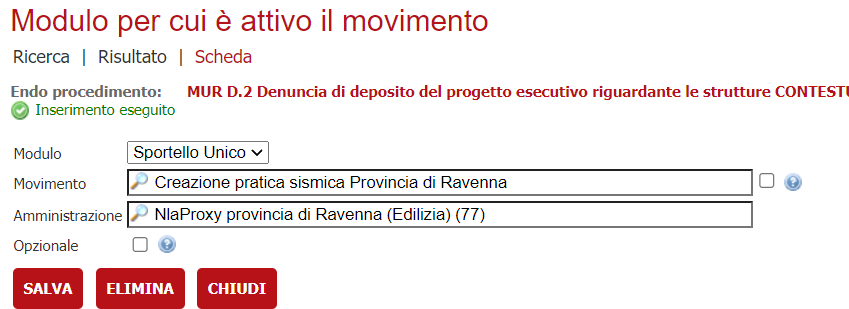 Modulo per cui è attivo il movimento
Ricerca | Risultato | Scheda
Endo procedimento: MUR D.2 Denuncia di deposito del progetto esecutivo riguardante le strutture CONTESTU
Inserimento eseguito
Modulo Sportello Unico
Movimento Creazione pratica sismica Provincia di Ravenna
Amministrazione NlaProxy provincia di Ravenna (Edilizia) (77)
Opzionale
SALVA ELIMINA CHIUDI